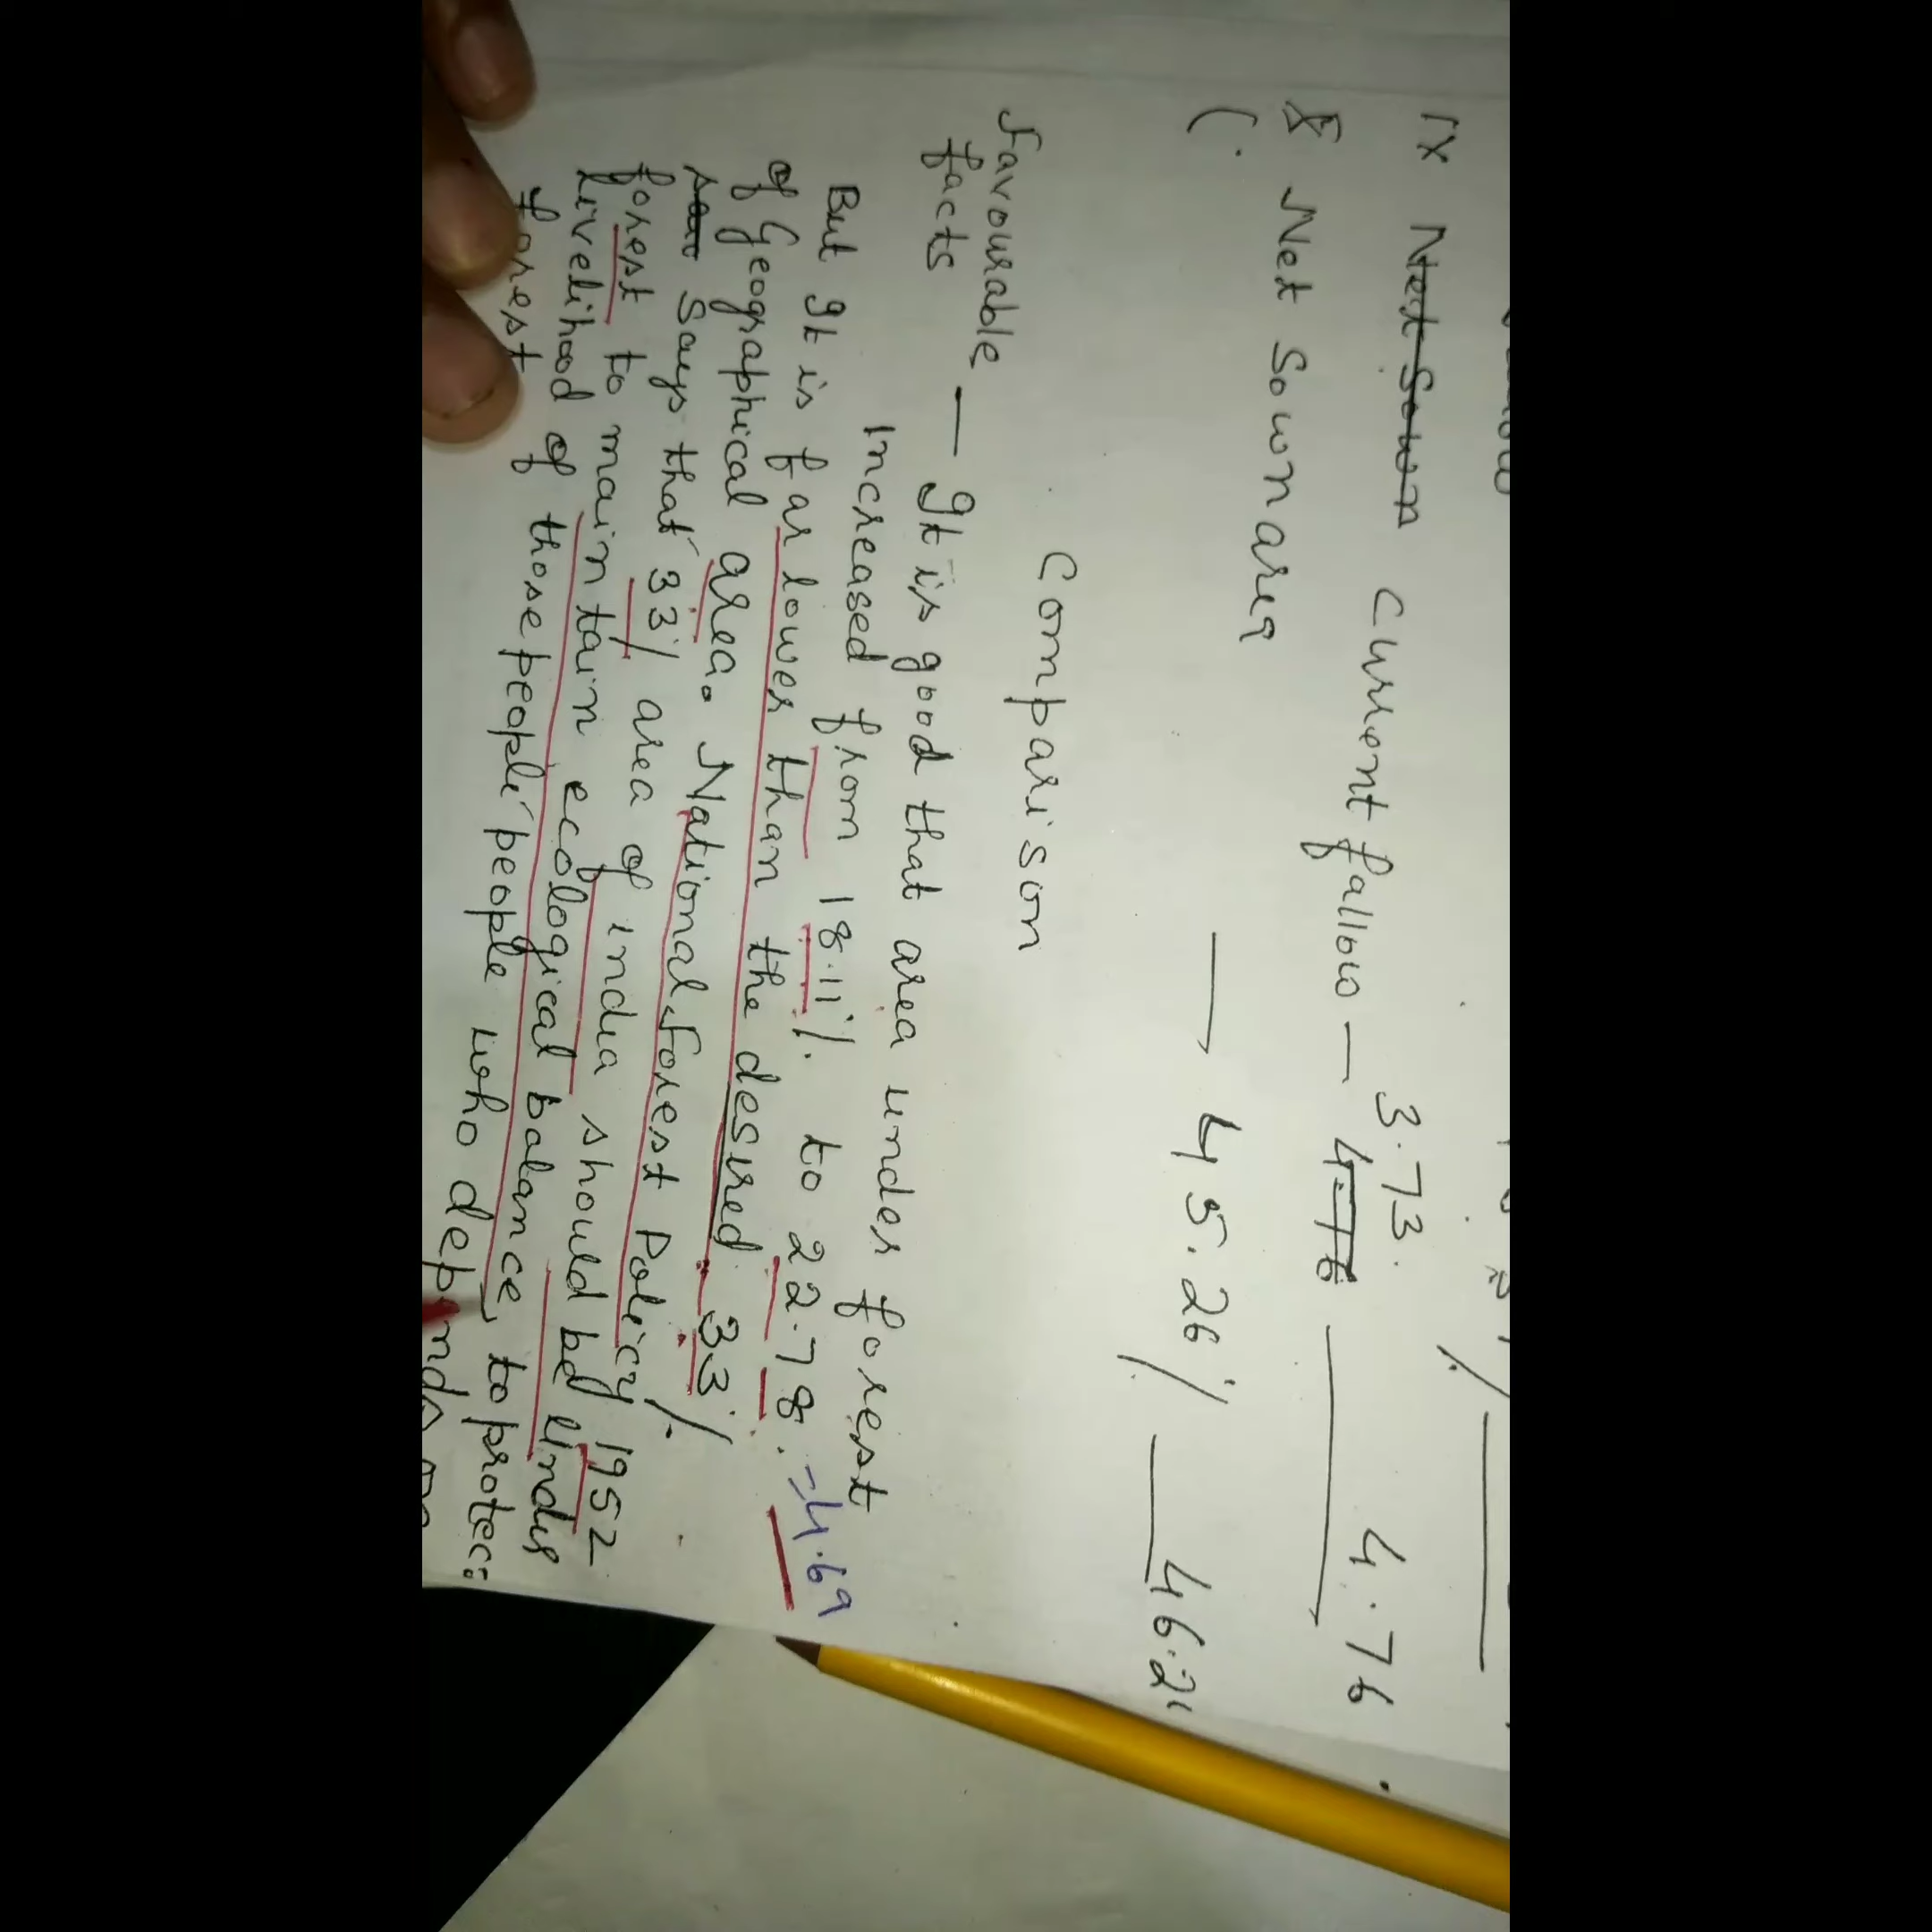 IX Net Sown Current fallow — 3.73. 4.76 — 4.76
X Net Sown area
— 45.26% — 46.21
Comparison
Favourable — It is good that area under forest
facts
increased from 18.11%. to 22.78. = 4.69
But It is far lower than the desired 33%.
of Geographical area. National Forest Policy 1952
Says that 33% area of india should be under
forest to maintain ecological balance, to protec:
livelihood of those people people who depend
forest